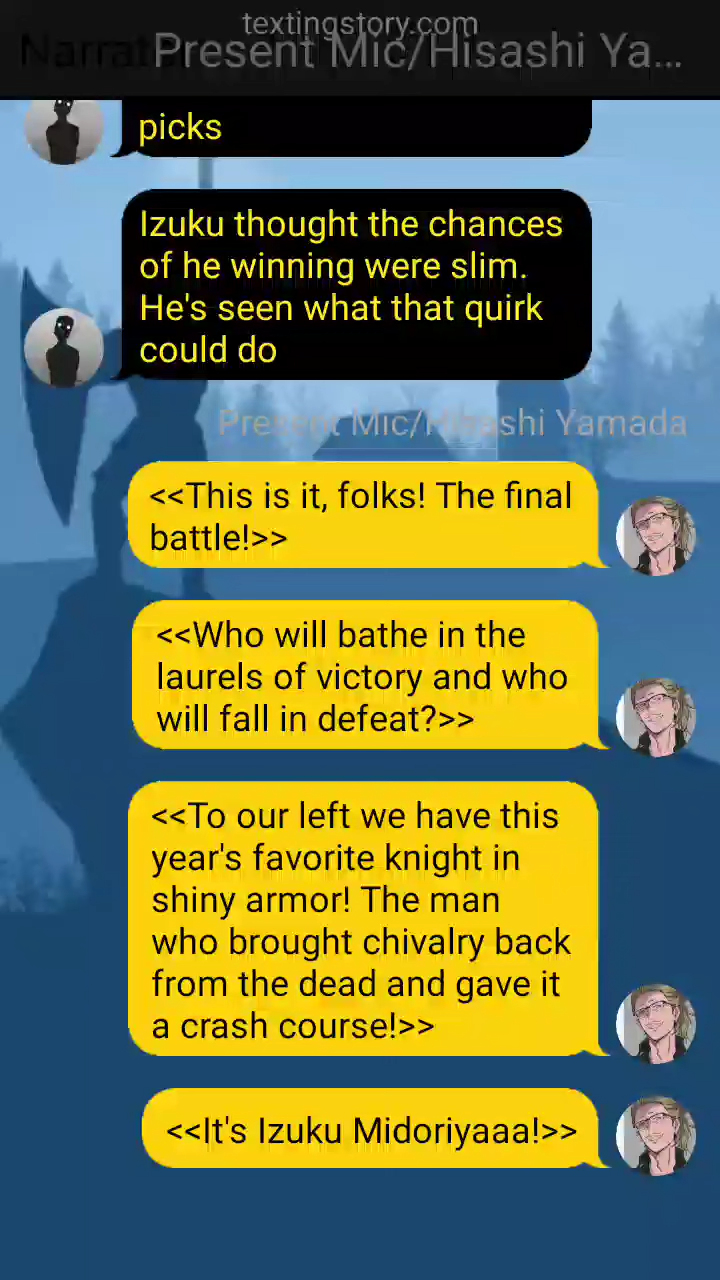 textingstory.com
Present Mic/Hisashi Ya...
picks
Izuku thought the chances
of he winning were slim.
He's seen what that quirk
could do
Present Mic/Hisashi Yamada
<<This is it, folks! The final
battle!>>
<<Who will bathe in the
laurels of victory and who
will fall in defeat?>>
<<To our left we have this
year's favorite knight in
shiny armor! The man
who brought chivalry back
from the dead and gave it
a crash course!>>
<<It's Izuku Midoriyaaa!>>